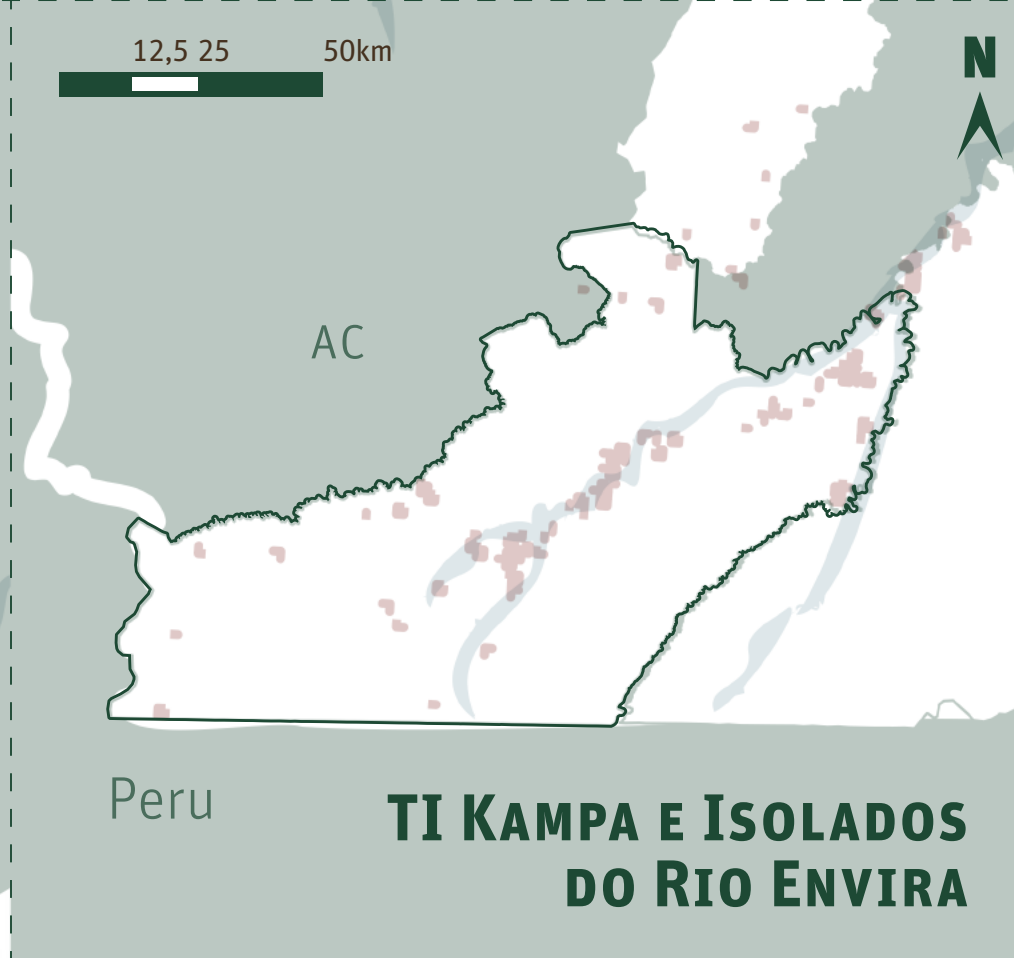 12,5 25 50km
N
AC
Peru
TI KAMPA E ISOLADOS
DO RIO ENVIRA